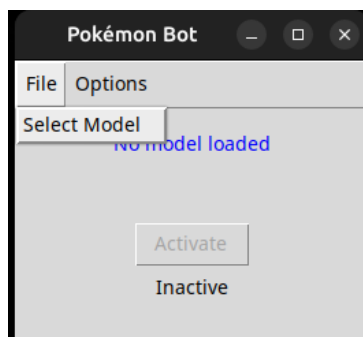 Pokémon Bot
File Options
Select Model
No model loaded
Activate
Inactive